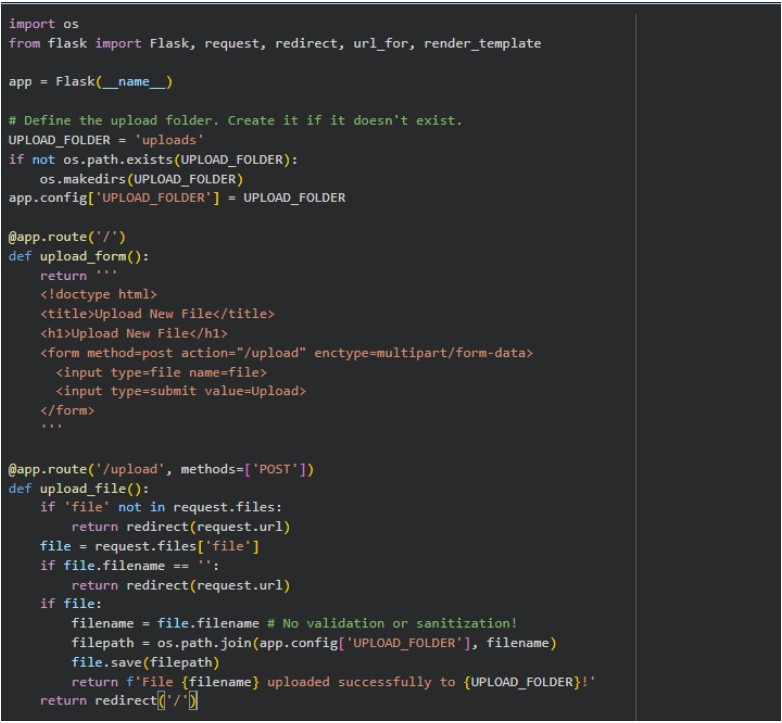 import os
from flask import Flask, request, redirect, url_for, render_template

app = Flask(__name__)

# Define the upload folder. Create it if it doesn't exist.
UPLOAD_FOLDER = 'uploads'
if not os.path.exists(UPLOAD_FOLDER):
    os.makedirs(UPLOAD_FOLDER)
app.config['UPLOAD_FOLDER'] = UPLOAD_FOLDER

@app.route('/')
def upload_form():
    return '''
    <!doctype html>
    <title>Upload New File</title>
    <h1>Upload New File</h1>
    <form method=post action="/upload" enctype=multipart/form-data>
      <input type=file name=file>
      <input type=submit value=Upload>
    </form>
    '''

@app.route('/upload', methods=['POST'])
def upload_file():
    if 'file' not in request.files:
        return redirect(request.url)
    file = request.files['file']
    if file.filename == '':
        return redirect(request.url)
    if file:
        filename = file.filename # No validation or sanitization!
        filepath = os.path.join(app.config['UPLOAD_FOLDER'], filename)
        file.save(filepath)
        return f'File {filename} uploaded successfully to {UPLOAD_FOLDER}!'
    return redirect('/')